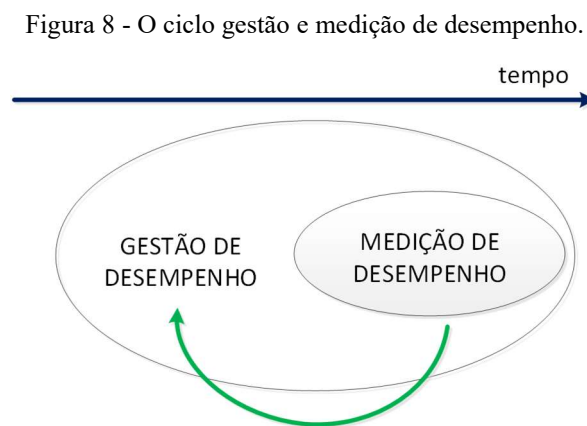 Figura 8 - O ciclo gestão e medição de desempenho.
tempo
GESTÃO DE
DESEMPENHO
MEDIÇÃO DE
DESEMPENHO